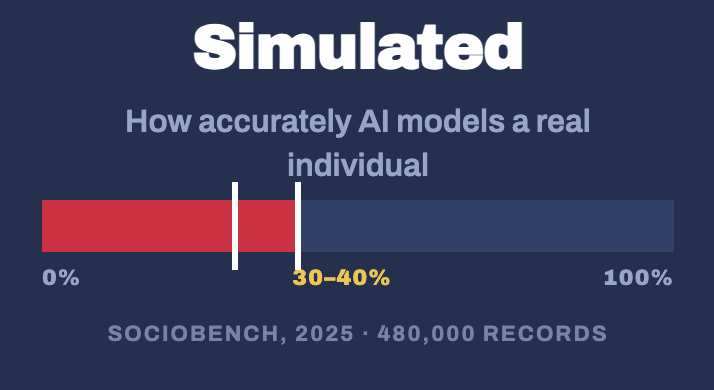 Simulated
How accurately AI models a real
individual
0% 30–40% 100%
SOCIOBENCH, 2025 · 480,000 RECORDS